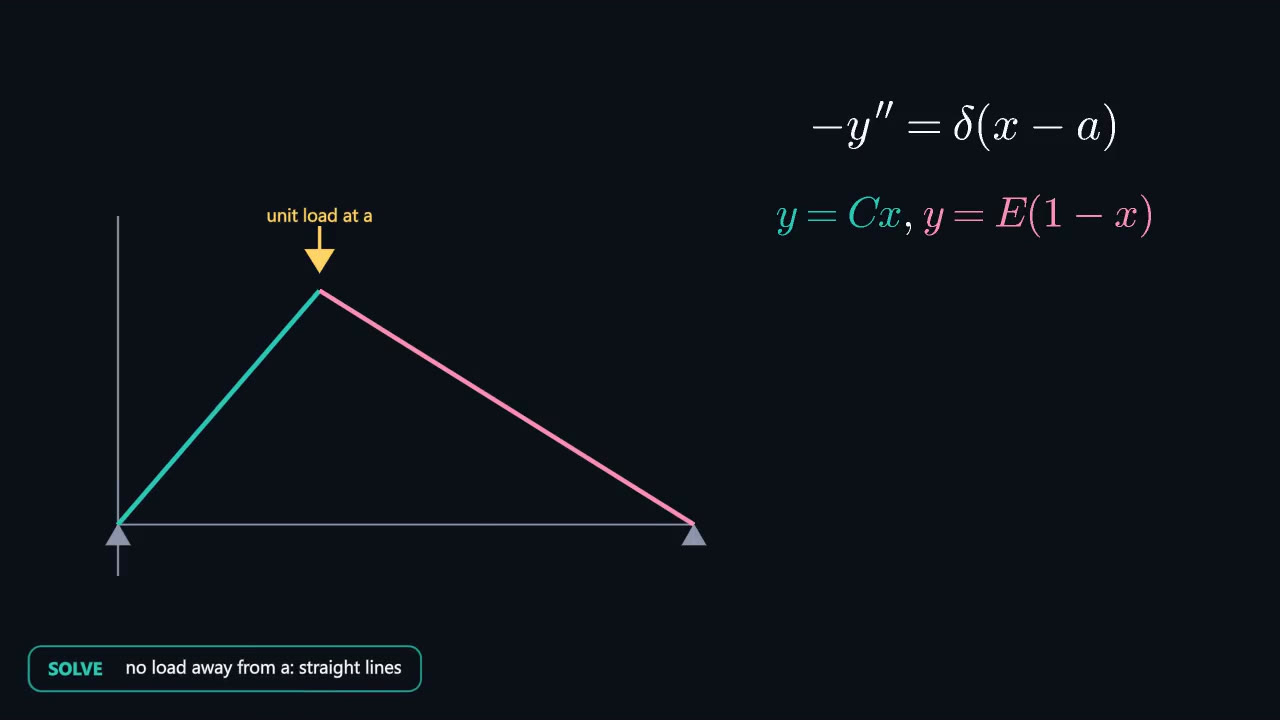 −y″ = δ(x − a)
y = Cx, y = E(1 − x)
unit load at a
SOLVE no load away from a: straight lines